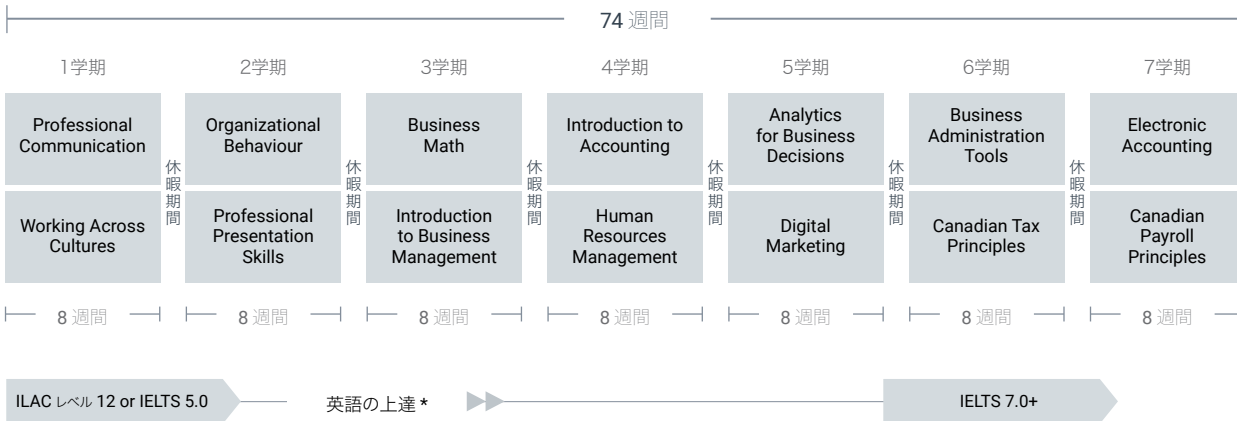 74 週間
1学期
2学期
3学期
4学期
5学期
6学期
7学期
Professional
Communication
Organizational
Behaviour
Business
Math
Introduction to
Accounting
Analytics
for Business
Decisions
Business
Administration
Tools
Electronic
Accounting
休暇期間
休暇期間
休暇期間
休暇期間
休暇期間
休暇期間
Working Across
Cultures
Professional
Presentation
Skills
Introduction
to Business
Management
Human
Resources
Management
Digital
Marketing
Canadian Tax
Principles
Canadian
Payroll
Principles
8 週間
8 週間
8 週間
8 週間
8 週間
8 週間
8 週間
ILAC レベル 12 or IELTS 5.0
英語の上達 *
IELTS 7.0+